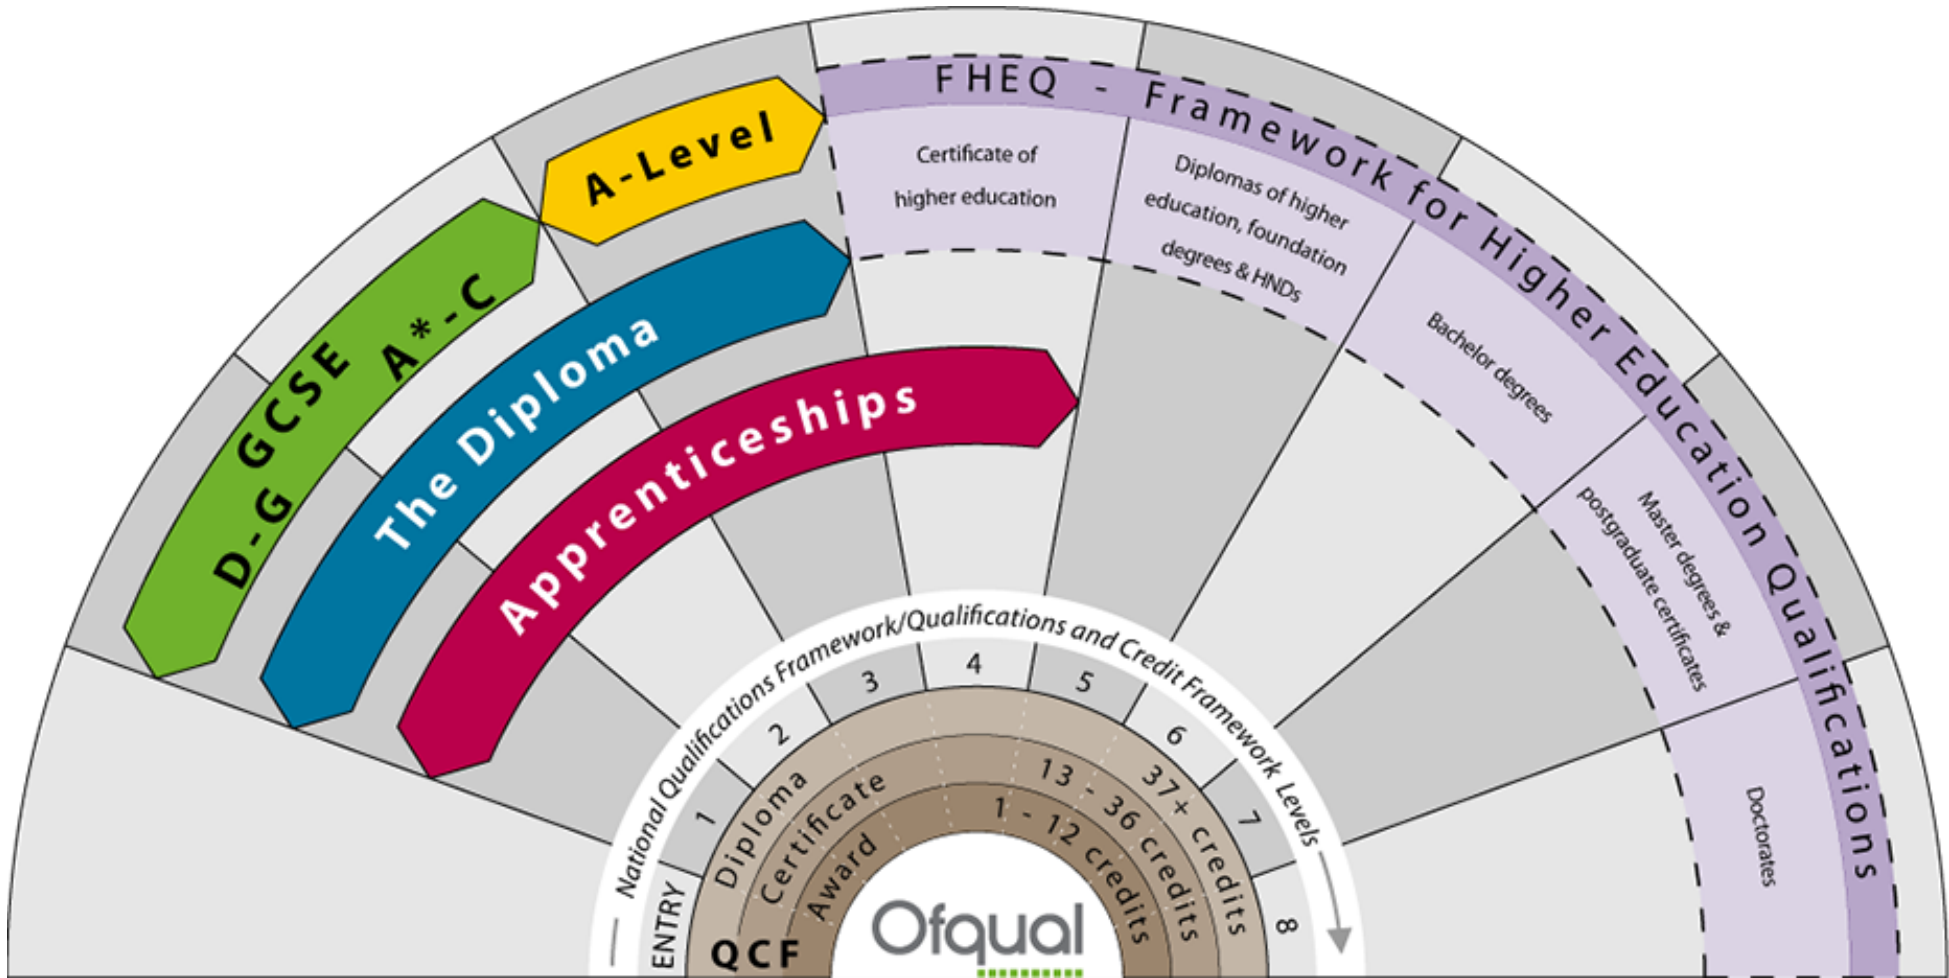 FHEQ - Framework for Higher Education Qualifications
A-Level
GCSE
D-G A*-C
The Diploma
Apprenticeships
Certificate of
higher education
Diplomas of higher
education, foundation
degrees & HNDs
Bachelor degrees
Master degrees &
postgraduate certificates
Doctorates
National Qualifications Framework/Qualifications and Credit Framework Levels
ENTRY
1
2
3
4
5
6
7
8
Diploma 37+ credits
Certificate 13 - 36 credits
Award 1 - 12 credits
QCF
Ofqual